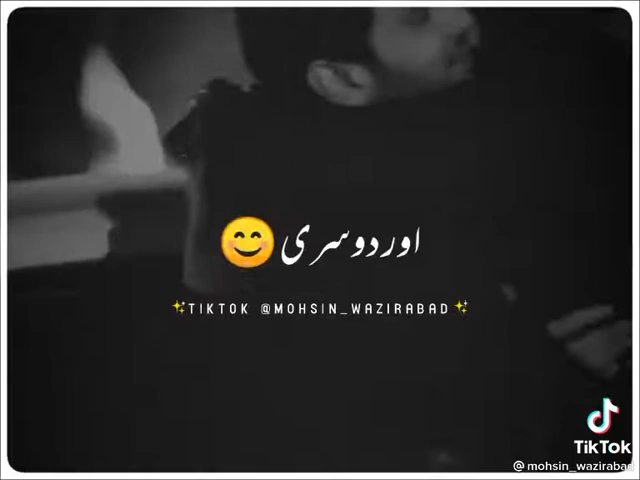 اور دوسری😊
✨TIKTOK @MOHSIN_WAZIRABAD✨
TikTok
@mohsin_wazirabad